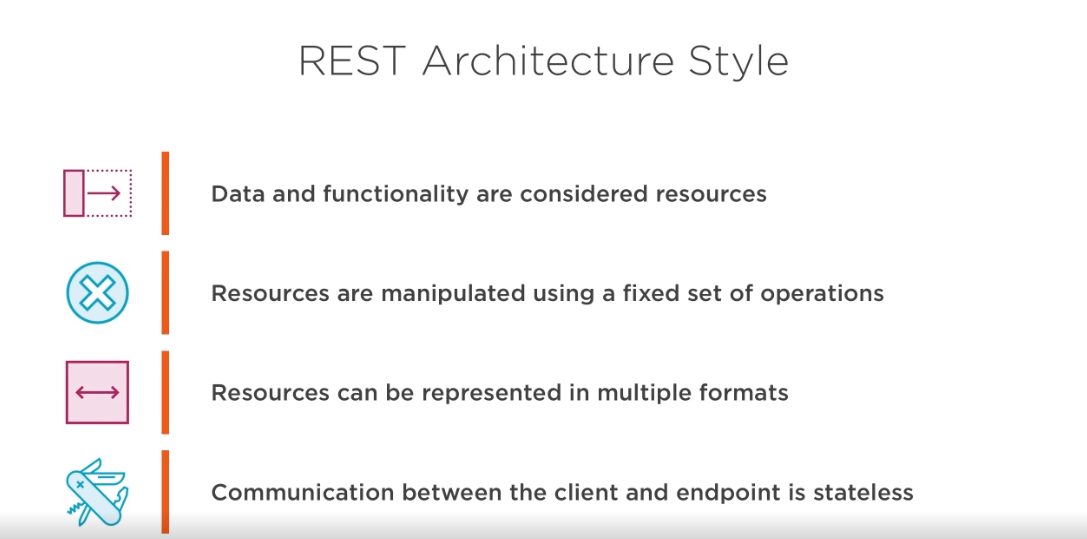 REST Architecture Style
Data and functionality are considered resources
Resources are manipulated using a fixed set of operations
Resources can be represented in multiple formats
Communication between the client and endpoint is stateless